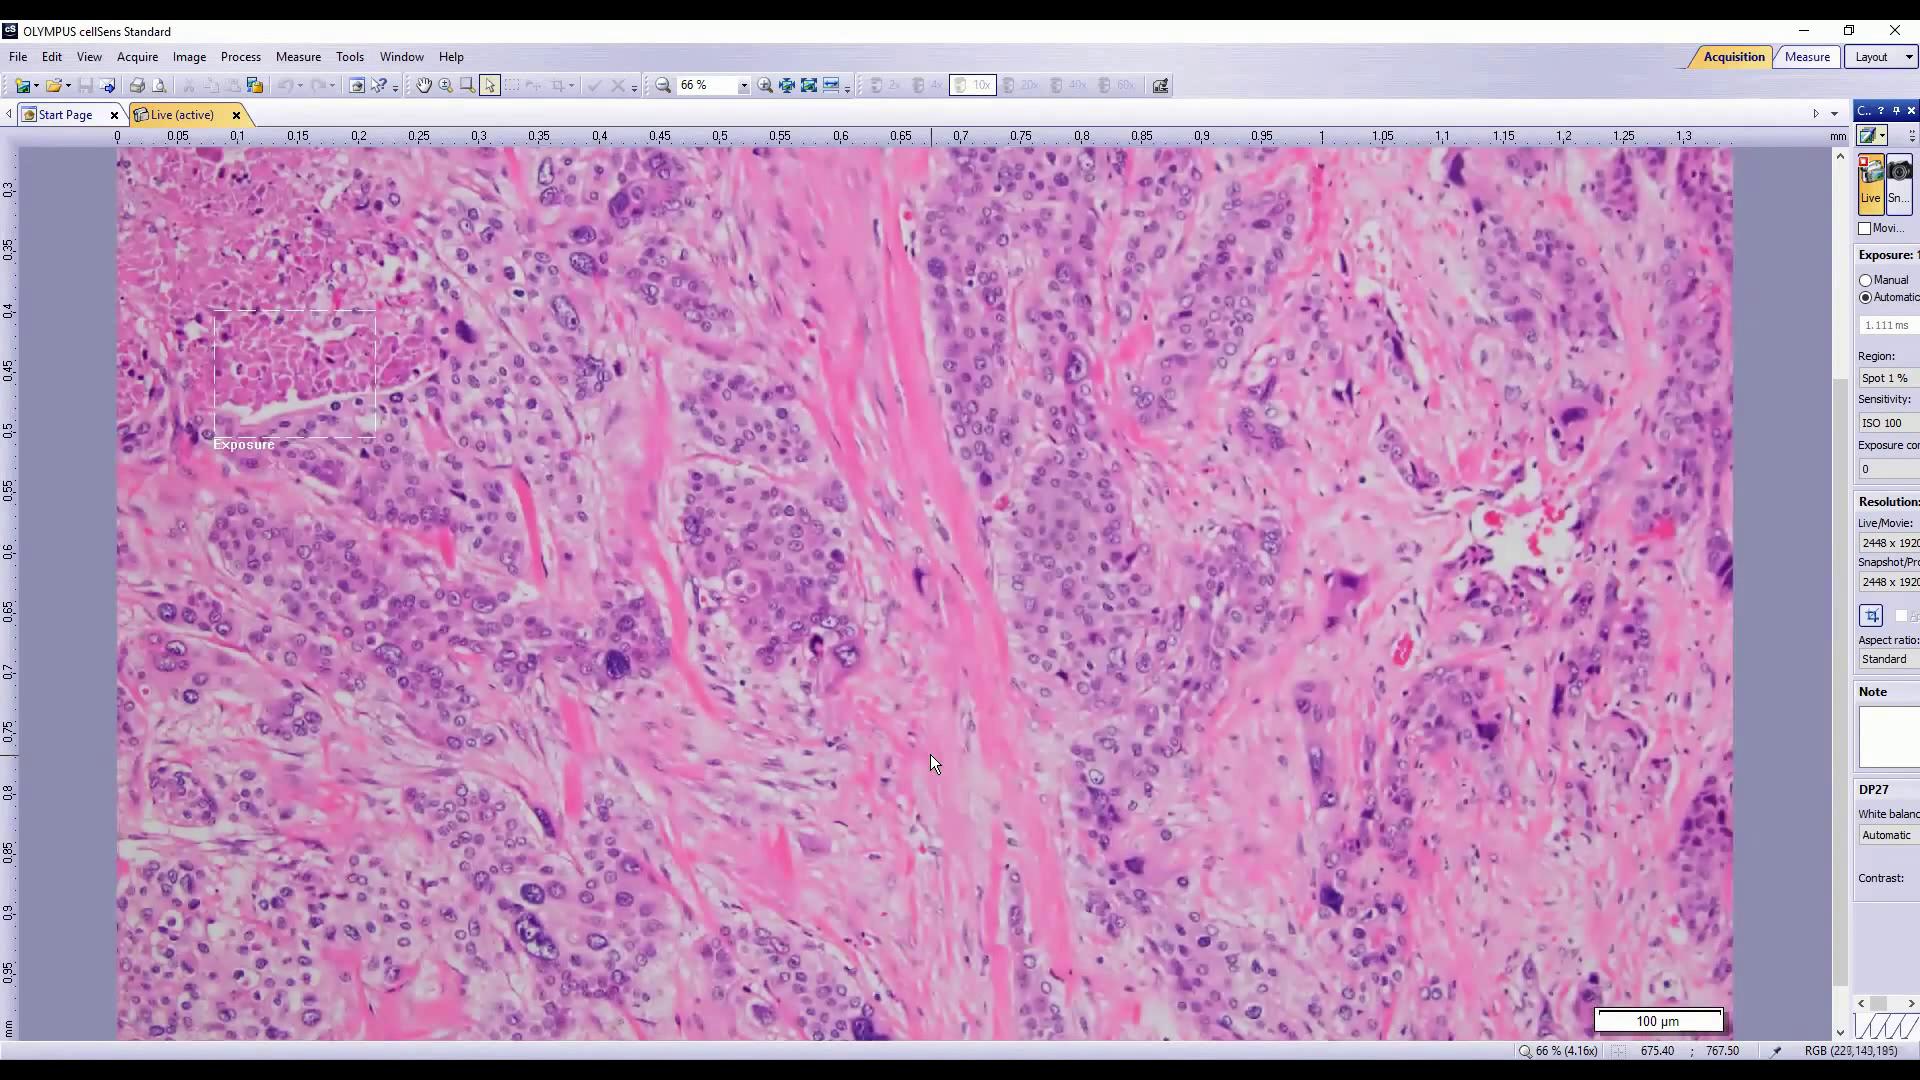 OLYMPUS cellSens Standard
File Edit View Acquire Image Process Measure Tools Window Help
Acquisition Measure Layout
66 % 2x 4x 10x 20x 40x 60x
Start Page Live (active)
C... ?
0 0.05 0.1 0.15 0.2 0.25 0.3 0.35 0.4 0.45 0.5 0.55 0.6 0.65 0.7 0.75 0.8 0.85 0.9 0.95 1 1.05 1.1 1.15 1.2 1.25 1.3 mm
0.3
0.35
0.4
0.45
0.5
0.55
0.6
0.65
0.7
0.75
0.8
0.85
0.9
0.95
mm
Exposure
100 µm
Live Sn...
Movi...
Exposure: 1
Manual
Automatic
1.111 ms
Region:
Spot 1 %
Sensitivity:
ISO 100
Exposure cor
0
Resolution:
Live/Movie:
2448 x 1920
Snapshot/Pro
2448 x 1920
Aspect ratio:
Standard
Note
DP27
White balanc
Automatic
Contrast:
66 % (4.16x) 675.40 ; 767.50